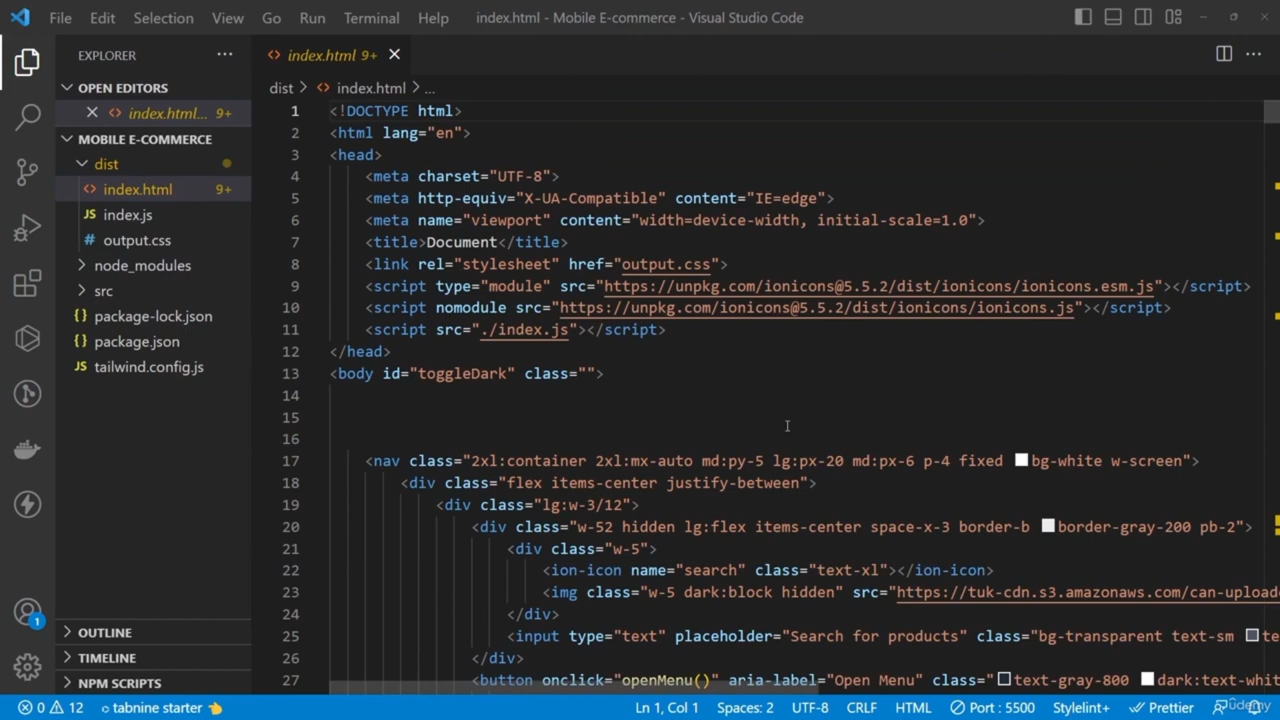 File Edit Selection View Go Run Terminal Help index.html - Mobile E-commerce - Visual Studio Code
EXPLORER ...
index.html 9+
OPEN EDITORS
index.html... 9+
MOBILE E-COMMERCE
dist
index.html 9+
JS index.js
# output.css
node_modules
src
{} package-lock.json
{} package.json
JS tailwind.config.js
OUTLINE
TIMELINE
NPM SCRIPTS
1
dist > index.html > ...
1 <!DOCTYPE html>
2 <html lang="en">
3 <head>
4 <meta charset="UTF-8">
5 <meta http-equiv="X-UA-Compatible" content="IE=edge">
6 <meta name="viewport" content="width=device-width, initial-scale=1.0">
7 <title>Document</title>
8 <link rel="stylesheet" href="output.css">
9 <script type="module" src="https://unpkg.com/ionicons@5.5.2/dist/ionicons/ionicons.esm.js"></script>
10 <script nomodule src="https://unpkg.com/ionicons@5.5.2/dist/ionicons/ionicons.js"></script>
11 <script src="./index.js"></script>
12 </head>
13 <body id="toggleDark" class="">
14
15
16
17 <nav class="2xl:container 2xl:mx-auto md:py-5 lg:px-20 md:px-6 p-4 fixed bg-white w-screen">
18 <div class="flex items-center justify-between">
19 <div class="lg:w-3/12">
20 <div class="w-52 hidden lg:flex items-center space-x-3 border-b border-gray-200 pb-2">
21 <div class="w-5">
22 <ion-icon name="search" class="text-xl"></ion-icon>
23 <img class="w-5 dark:block hidden" src="https://tuk-cdn.s3.amazonaws.com/can-uploade
24 </div>
25 <input type="text" placeholder="Search for products" class="bg-transparent text-sm te
26 </div>
27 <button onclick="openMenu()" aria-label="Open Menu" class="text-gray-800 dark:text-whit
0 12 tabnine starter Ln 1, Col 1 Spaces: 2 UTF-8 CRLF HTML Port : 5500 Stylelint+ Prettier
Udemy